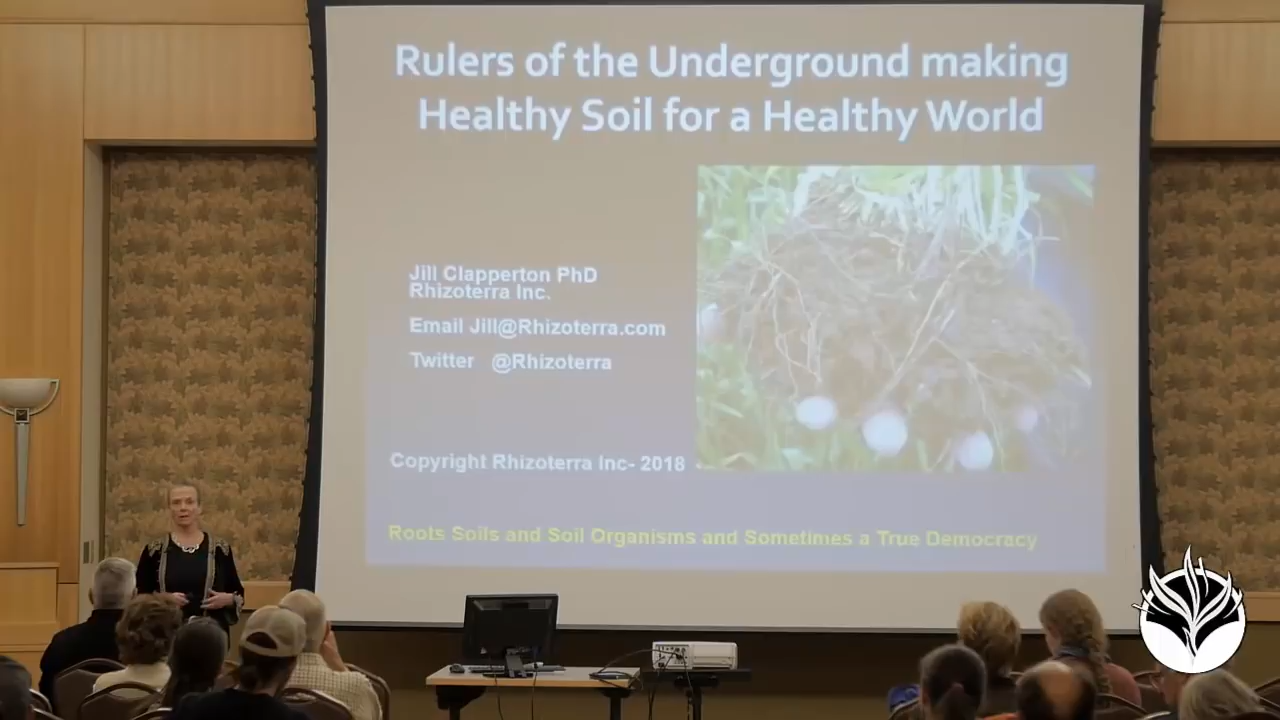 Rulers of the Underground making
Healthy Soil for a Healthy World
Jill Clapperton PhD
Rhizoterra Inc.
Email Jill@Rhizoterra.com
Twitter @Rhizoterra
Copyright Rhizoterra Inc- 2018
Roots Soils and Soil Organisms and Sometimes a True Democracy